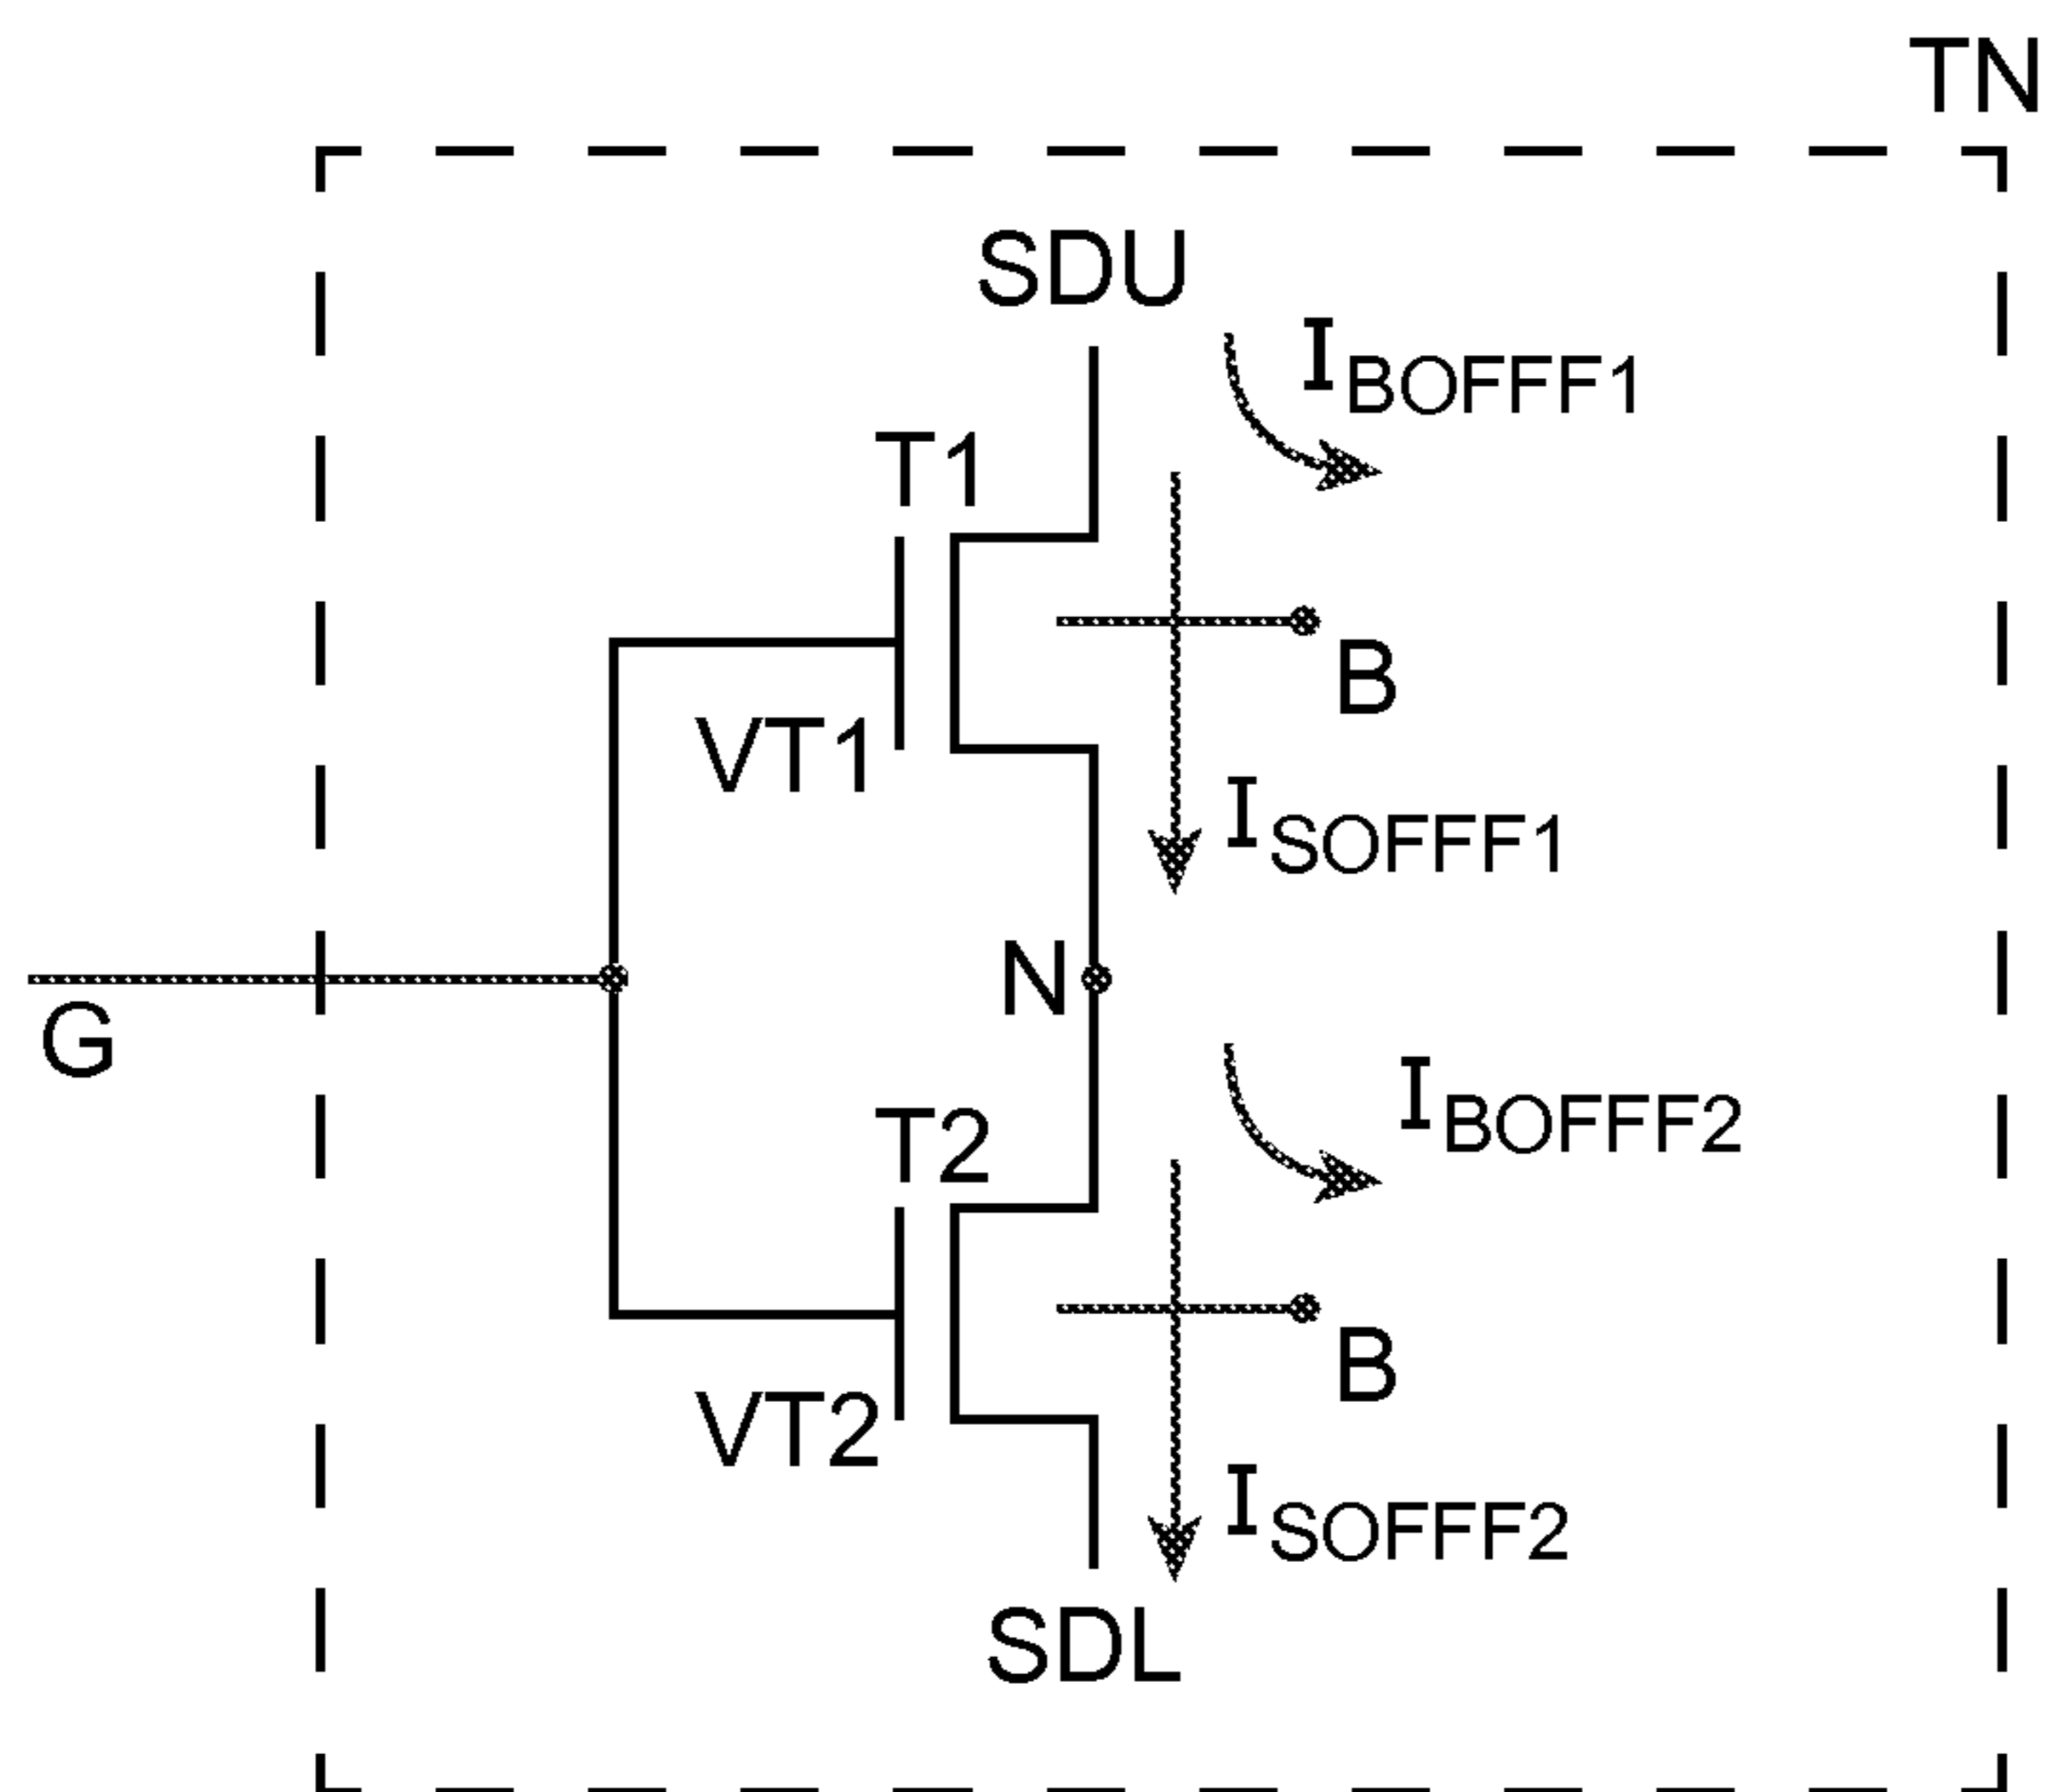 TN
SDU
IBOFFF1
T1
B
VT1
ISOFFF1
N
G
IBOFFF2
T2
B
VT2
ISOFFF2
SDL